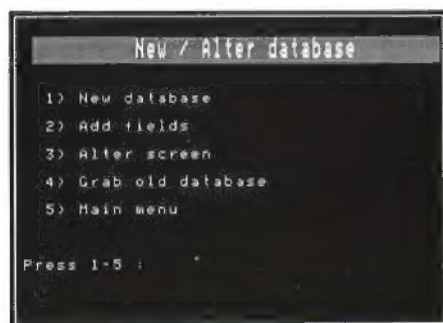 New / Alter database
1) New database
2) Add fields
3) Alter screen
4) Grab old database
5) Main menu
Press 1-5 :